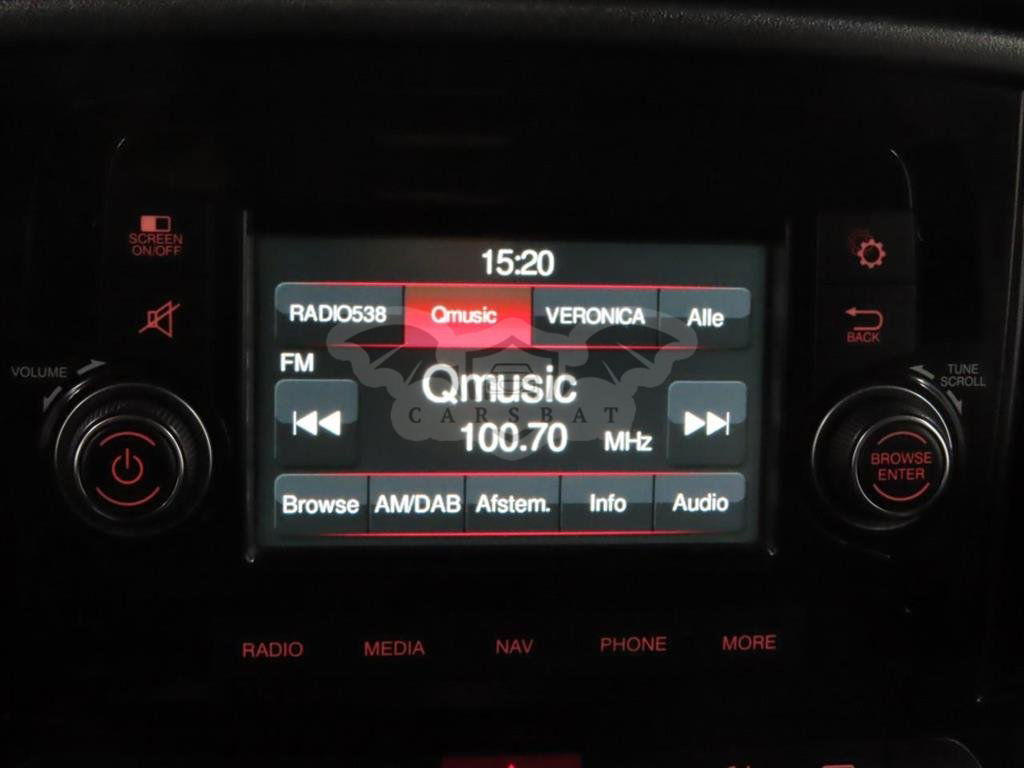 15:20
SCREEN
ON/OFF
RADIO538 Qmusic VERONICA Alle
BACK
FM
VOLUME
Qmusic
TUNE
SCROLL
CARSBAT
100.70 MHz
BROWSE
ENTER
Browse AM/DAB Afstem. Info Audio
RADIO MEDIA NAV PHONE MORE